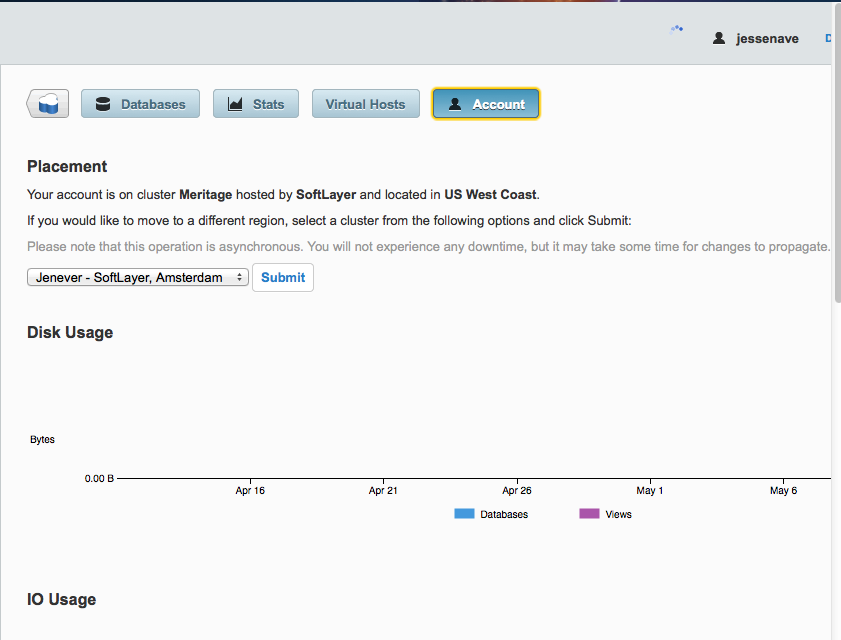 jessenave
Databases
Stats
Virtual Hosts
Account
Placement
Your account is on cluster Meritage hosted by SoftLayer and located in US West Coast.
If you would like to move to a different region, select a cluster from the following options and click Submit:
Please note that this operation is asynchronous. You will not experience any downtime, but it may take some time for changes to propagate.
Jenever - SoftLayer, Amsterdam
Submit
Disk Usage
Bytes
0.00 B
Apr 16
Apr 21
Apr 26
May 1
May 6
Databases
Views
IO Usage